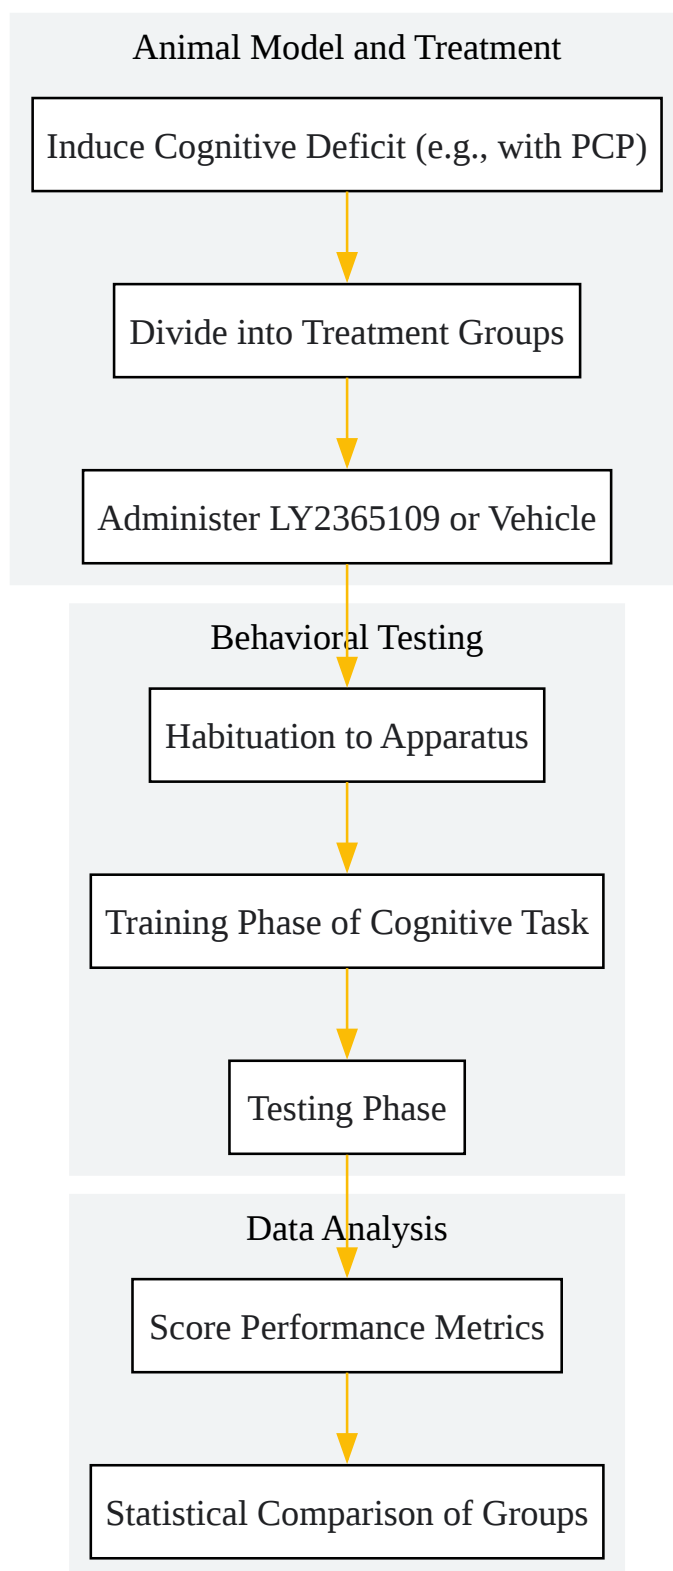 Animal Model and Treatment
Induce Cognitive Deficit (e.g., with PCP)
Divide into Treatment Groups
Administer LY2365109 or Vehicle
Behavioral Testing
Habituation to Apparatus
Training Phase of Cognitive Task
Testing Phase
Data Analysis
Score Performance Metrics
Statistical Comparison of Groups